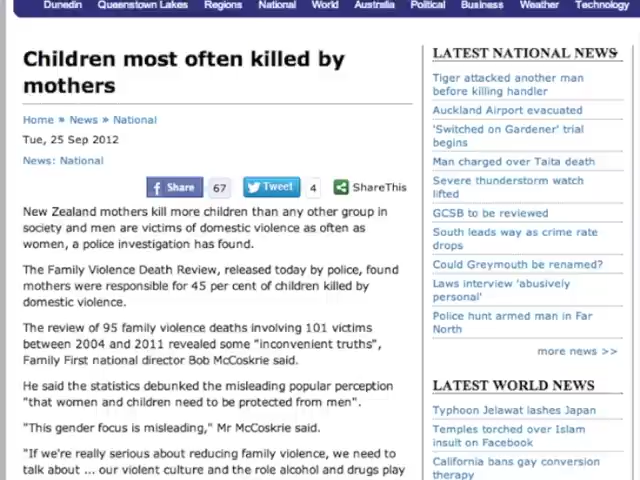 Dunedin Queenstown Lakes Regions National World Australia Political Business Weather Technology
Children most often killed by
mothers
Home » News » National
Tue, 25 Sep 2012
News: National
f Share 67 Tweet 4 ShareThis
New Zealand mothers kill more children than any other group in
society and men are victims of domestic violence as often as
women, a police investigation has found.
The Family Violence Death Review, released today by police, found
mothers were responsible for 45 per cent of children killed by
domestic violence.
The review of 95 family violence deaths involving 101 victims
between 2004 and 2011 revealed some "inconvenient truths",
Family First national director Bob McCoskrie said.
He said the statistics debunked the misleading popular perception
"that women and children need to be protected from men".
"This gender focus is misleading," Mr McCoskrie said.
"If we're really serious about reducing family violence, we need to
talk about ... our violent culture and the role alcohol and drugs play
LATEST NATIONAL NEWS
Tiger attacked another man
before killing handler
Auckland Airport evacuated
'Switched on Gardener' trial
begins
Man charged over Taita death
Severe thunderstorm watch
lifted
GCSB to be reviewed
South leads way as crime rate
drops
Could Greymouth be renamed?
Laws interview 'abusively
personal'
Police hunt armed man in Far
North
more news >>
LATEST WORLD NEWS
Typhoon Jelawat lashes Japan
Temples torched over Islam
insult on Facebook
California bans gay conversion
therapy